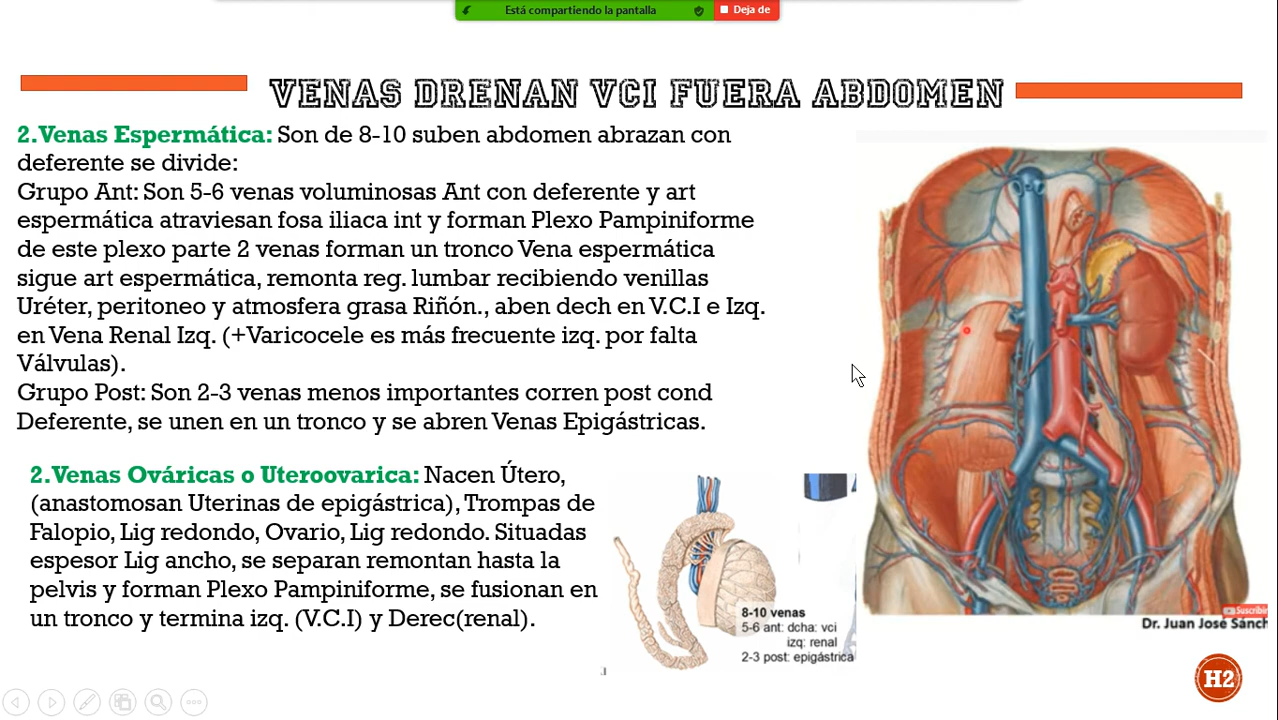 Está compartiendo la pantalla
Deja de
VENAS DRENAN VCI FUERA ABDOMEN
2.Venas Espermática: Son de 8-10 suben abdomen abrazan con
deferente se divide:
Grupo Ant: Son 5-6 venas voluminosas Ant con deferente y art
espermática atraviesan fosa iliaca int y forman Plexo Pampiniforme
de este plexo parte 2 venas forman un tronco Vena espermática
sigue art espermática, remonta reg. lumbar recibiendo venillas
Uréter, peritoneo y atmosfera grasa Riñón., aben dech en V.C.I e Izq.
en Vena Renal Izq. (+Varicocele es más frecuente izq. por falta
Válvulas).
Grupo Post: Son 2-3 venas menos importantes corren post cond
Deferente, se unen en un tronco y se abren Venas Epigástricas.
2.Venas Ováricas o Uteroovarica: Nacen Útero,
(anastomosan Uterinas de epigástrica), Trompas de
Falopio, Lig redondo, Ovario, Lig redondo. Situadas
espesor Lig ancho, se separan remontan hasta la
pelvis y forman Plexo Pampiniforme, se fusionan en
un tronco y termina izq. (V.C.I) y Derec(renal).
8-10 venas
5-6 ant: dcha: vci
izq: renal
2-3 post: epigástrica
Suscribir
Dr. Juan José Sánch
H2